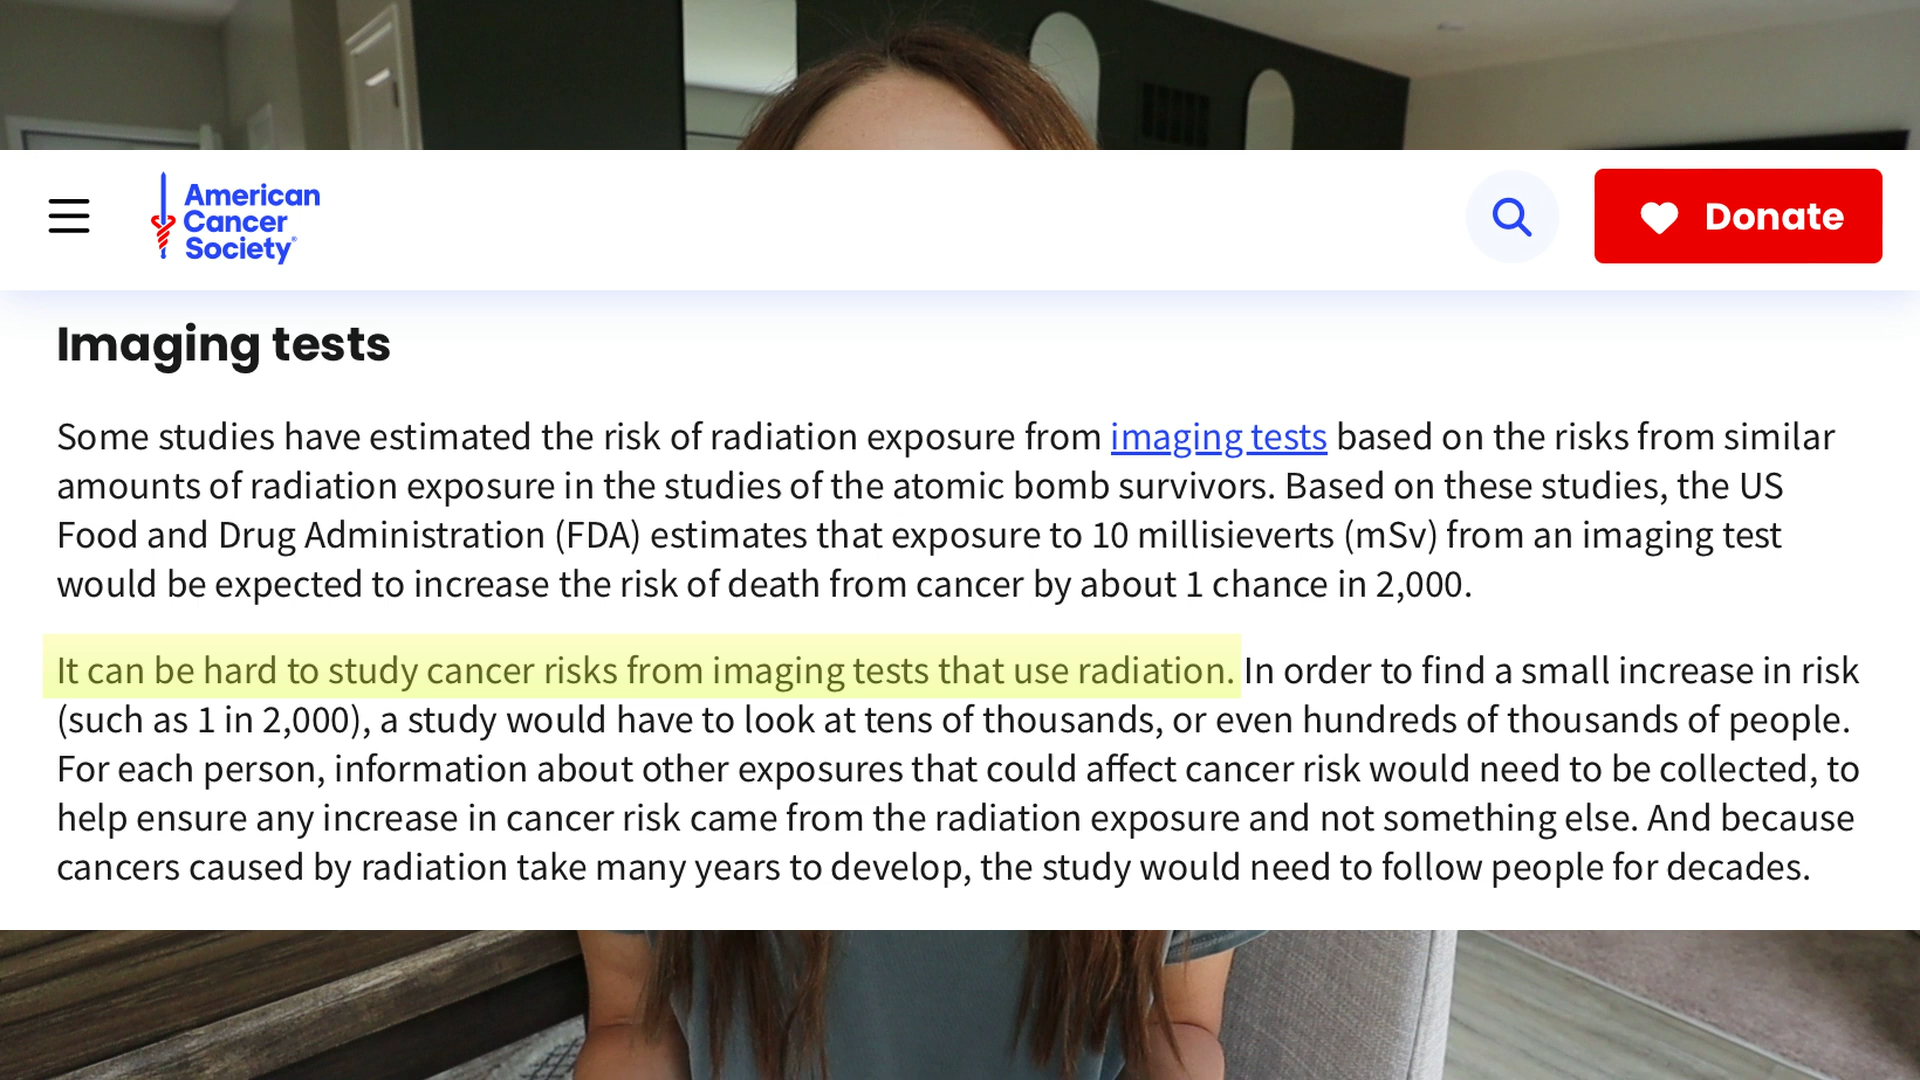 American
Cancer
Society®
Donate
Imaging tests
Some studies have estimated the risk of radiation exposure from imaging tests based on the risks from similar
amounts of radiation exposure in the studies of the atomic bomb survivors. Based on these studies, the US
Food and Drug Administration (FDA) estimates that exposure to 10 millisieverts (mSv) from an imaging test
would be expected to increase the risk of death from cancer by about 1 chance in 2,000.
It can be hard to study cancer risks from imaging tests that use radiation. In order to find a small increase in risk
(such as 1 in 2,000), a study would have to look at tens of thousands, or even hundreds of thousands of people.
For each person, information about other exposures that could affect cancer risk would need to be collected, to
help ensure any increase in cancer risk came from the radiation exposure and not something else. And because
cancers caused by radiation take many years to develop, the study would need to follow people for decades.